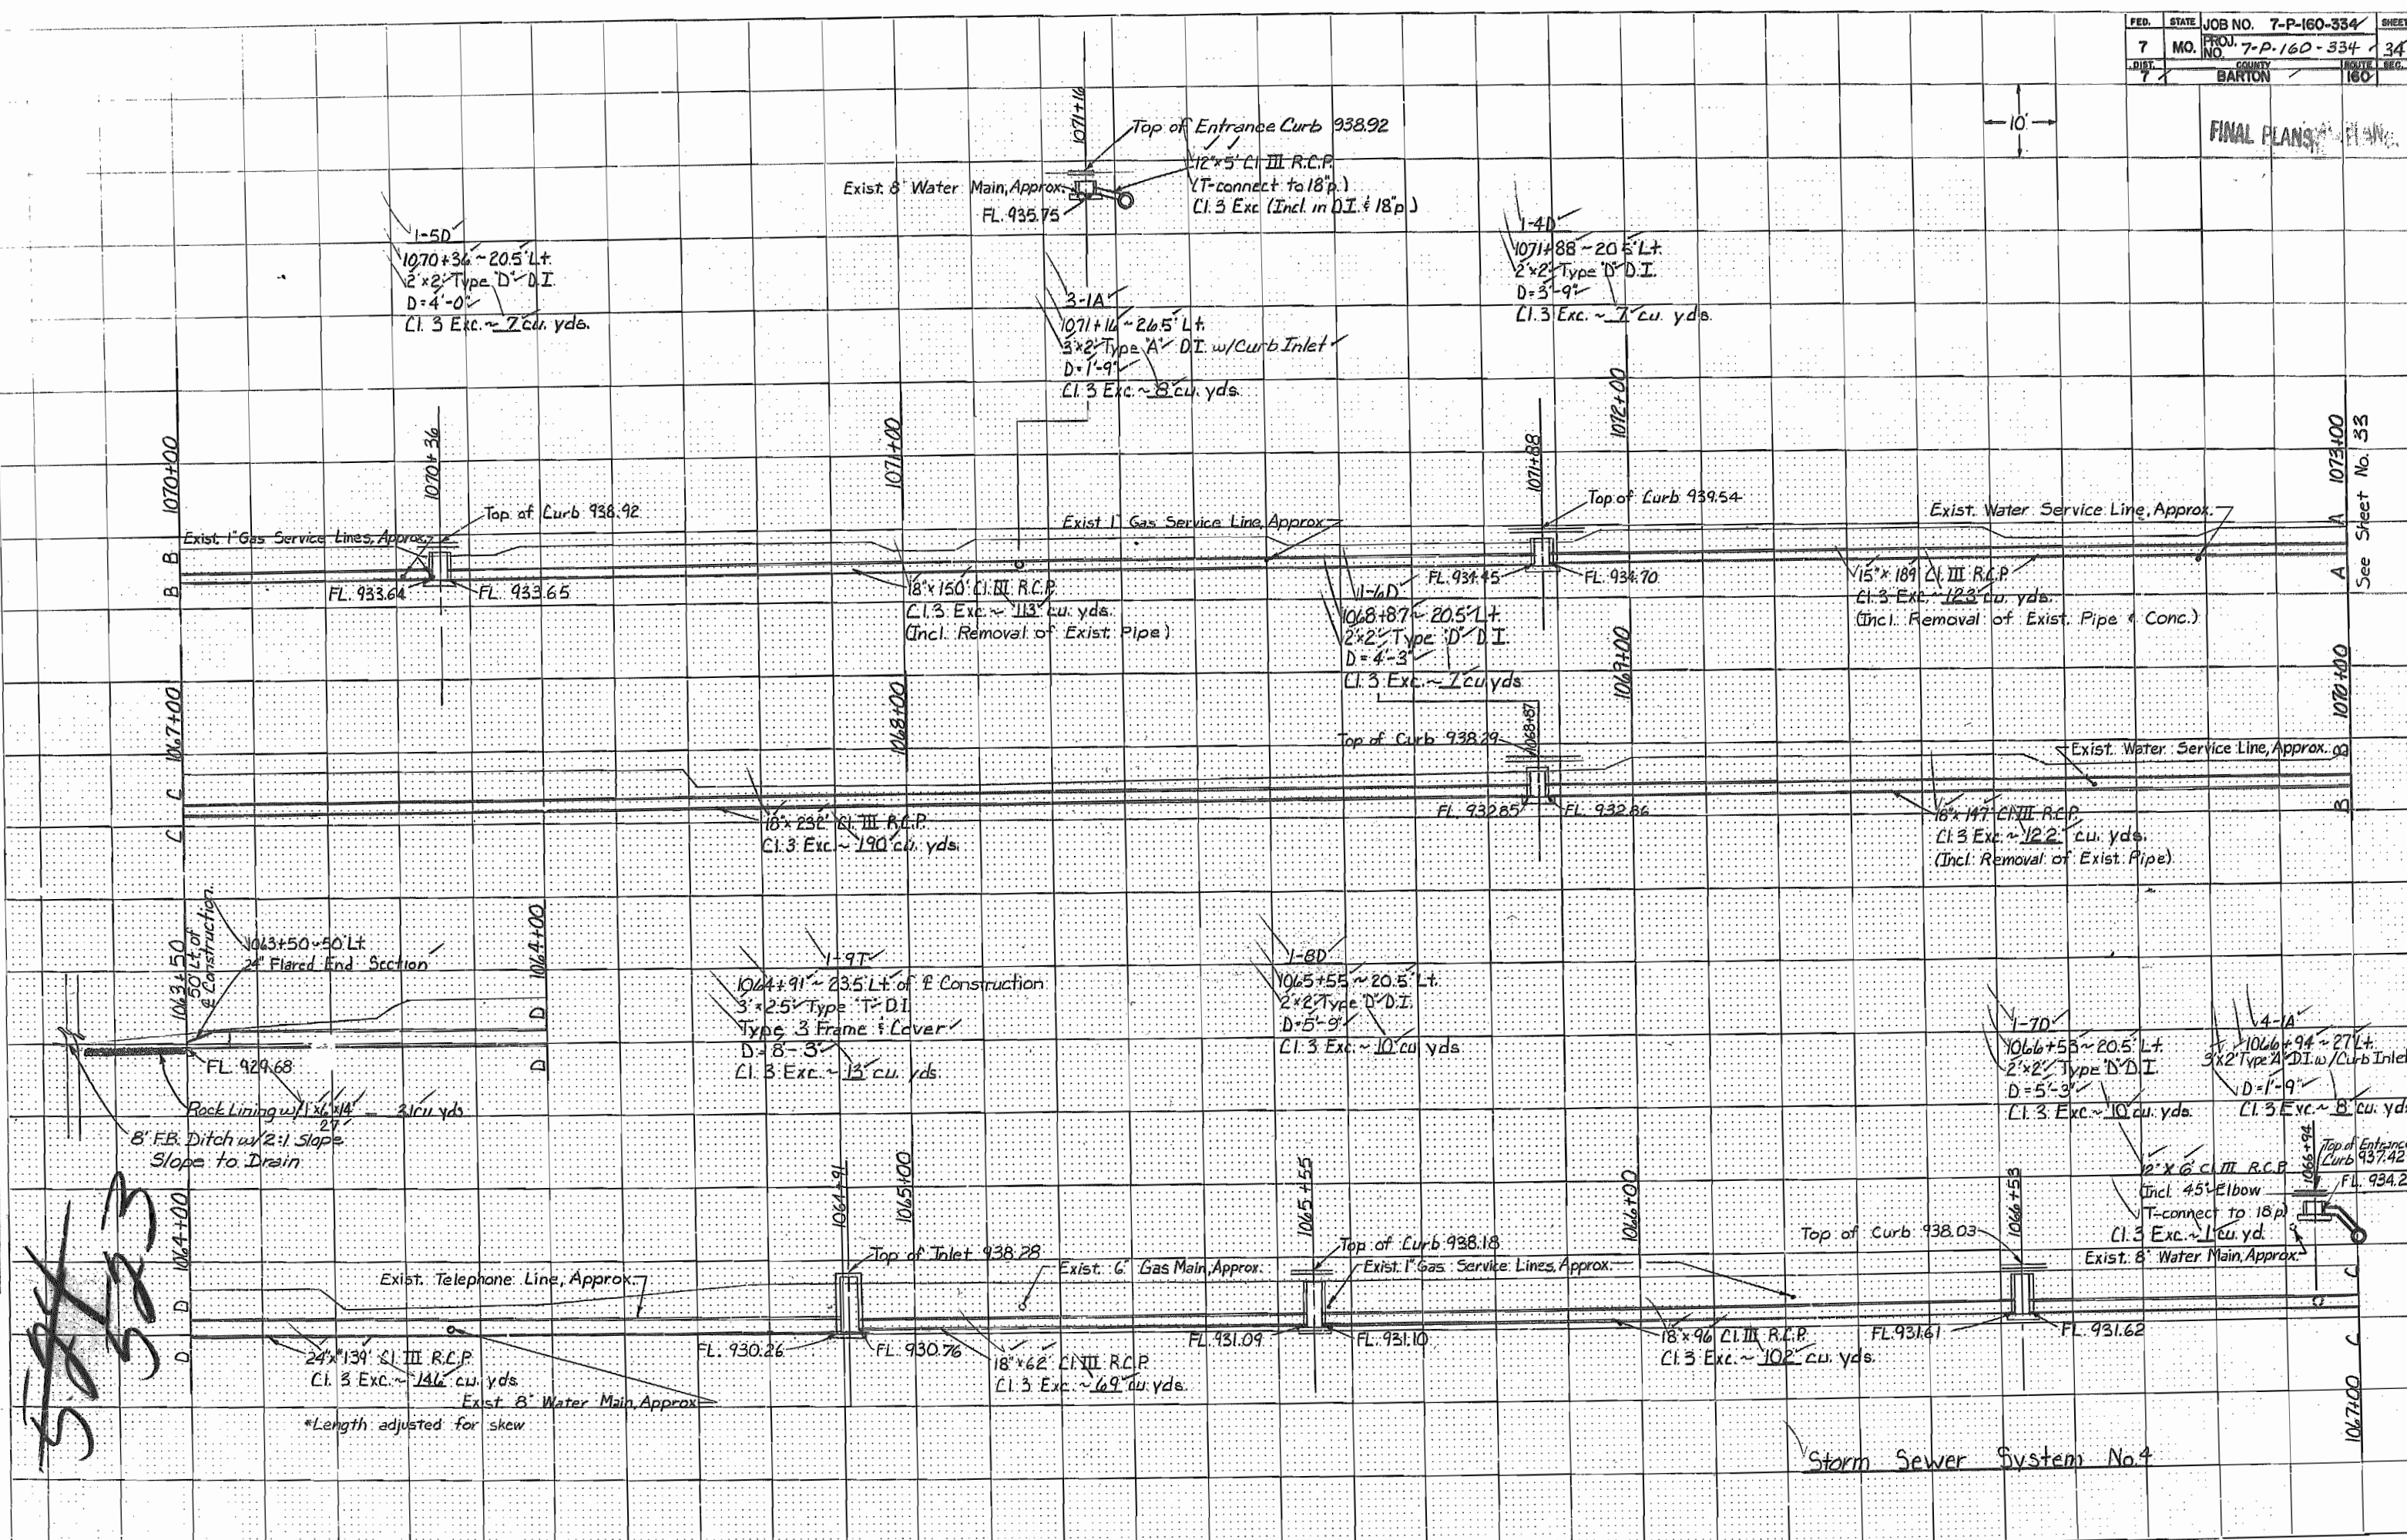 FED. STATE JOB NO. 7-P-160-334 SHEET
7 MO. PROJ. NO. 7-P-160-334 34
DIST. COUNTY ROUTE SEC.
7 BARTON 160
FINAL PLANS
10'
1071+16
Top of Entrance Curb 938.92
12"x5' Cl. III R.C.P.
(T-connect to 18"p.)
Cl. 3 Exc (Incl. in D.I. & 18"p.)
Exist. 8" Water Main, Approx.
FL. 935.75
1-5D
1070+36~20.5' Lt.
2'x2' Type "D" D.I.
D=4'-0"
Cl. 3 Exc.~ 7 cu. yds.
3-1A
1071+16~26.5' Lt.
3'x2' Type "A" D.I. w/Curb Inlet
D=1'-9"
Cl. 3 Exc.~ 8 cu. yds.
1-4D
1071+88~20.5' Lt.
2'x2' Type "D" D.I.
D=3'-9"
Cl. 3 Exc.~ 7 cu. yds.
1070+00
1070+36
1071+00
1071+88
1072+00
1073+00
See Sheet No. 33
B B
A A
Top of Curb 938.92
Exist. 1" Gas Service Lines, Approx.
FL. 933.64
FL. 933.65
Exist 1" Gas Service Line, Approx.
18"x150' Cl. III R.C.P.
Cl. 3 Exc.~ 113 cu. yds.
(Incl. Removal of Exist. Pipe)
Top of Curb 939.54
FL. 934.45
FL. 934.70
Exist. Water Service Line, Approx.
15"x189' Cl. III R.C.P.
Cl. 3 Exc.~ 123 cu. yds.
(Incl. Removal of Exist. Pipe & Conc.)
1-6D
1068+87~20.5' Lt.
2'x2' Type "D" D.I.
D=4'-3"
Cl. 3 Exc.~ 7 cu yds
1067+00
1068+00
1068+87
1069+00
1070+00
C C
B B
Top of Curb 938.29
FL. 932.85
FL. 932.86
18"x232' Cl. III R.C.P.
Cl. 3 Exc.~ 190 cu. yds.
Exist. Water Service Line, Approx.
18"x147' Cl. III R.C.P.
Cl. 3 Exc.~ 122 cu. yds.
(Incl. Removal of Exist. Pipe)
1063+50
50' Lt. of
℄ Construction
1063+50~50' Lt.
24" Flared End Section
1064+00
D D
FL. 929.68
Rock Lining w/1'x6'x14' 3.1 cu yds
27
8' F.B. Ditch w/2:1 Slope
Slope to Drain
1-9T
1064+91~23.5' Lt. of ℄ Construction
3'x2.5' Type "T" D.I.
Type 3 Frame & Cover
D=8'-3"
Cl. 3 Exc.~ 13 cu. yds.
1-8D
1065+55~20.5' Lt.
2'x2' Type "D" D.I.
D=5'-9"
Cl. 3 Exc.~ 10 cu yds
1-7D
1066+53~20.5' Lt.
2'x2' Type "D" D.I.
D=5'-3"
Cl. 3 Exc.~ 10 cu. yds.
4-1A
1066+94~27' Lt.
3'x2' Type "A" D.I. w/Curb Inlet
D=1'-9"
Cl. 3 Exc.~ 8 cu. yds
12" x 6' Cl. III R.C.P.
(Incl. 45° Elbow
T-connect to 18"p)
Cl. 3 Exc.~ 1 cu. yd.
Exist. 8" Water Main, Approx.
1066+94
Top of Entrance
Curb 937.42
FL. 934.2
523
1064+00
1064+91
1065+00
1065+55
1066+00
1066+53
1067+00
D D
C C
Exist. Telephone Line, Approx.
Top of Inlet 938.28
Exist. 6" Gas Main, Approx.
Top of Curb 938.18
Exist. 1" Gas Service Lines, Approx.
Top of Curb 938.03
24"x*139' Cl. III R.C.P.
Cl. 3 Exc.~ 146 cu. yds.
Exist. 8" Water Main, Approx
*Length adjusted for skew
FL. 930.26
FL. 930.76
18"x62' Cl. III R.C.P.
Cl. 3 Exc.~ 69 cu. yds.
FL. 931.09
FL. 931.10
18"x96' Cl. III R.C.P.
Cl. 3 Exc.~ 102 cu. yds.
FL. 931.61
FL. 931.62
Storm Sewer System No. 4